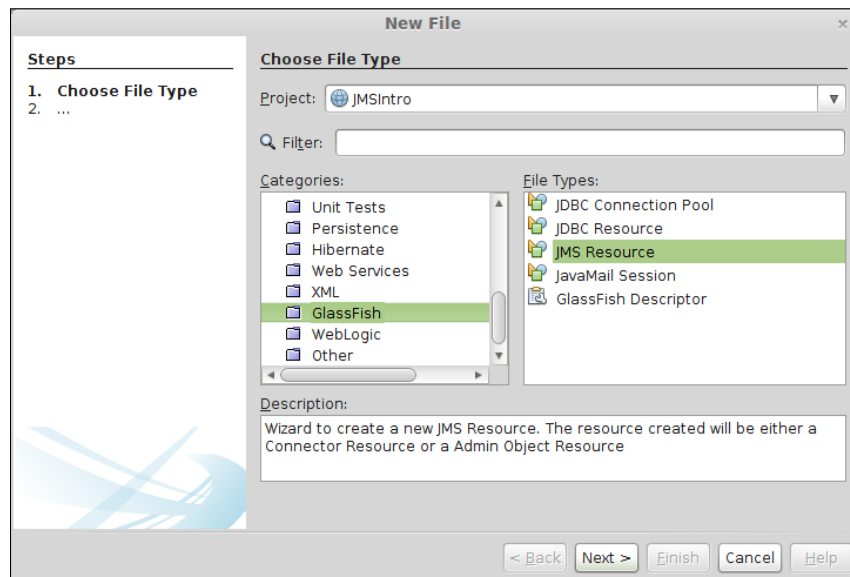 New File
×
Steps
1. Choose File Type
2. ...
Choose File Type
Project: JMSIntro
Filter:
Categories:
Unit Tests
Persistence
Hibernate
Web Services
XML
GlassFish
WebLogic
Other
File Types:
JDBC Connection Pool
JDBC Resource
JMS Resource
JavaMail Session
GlassFish Descriptor
Description:
Wizard to create a new JMS Resource. The resource created will be either a
Connector Resource or a Admin Object Resource
< Back Next > Finish Cancel Help